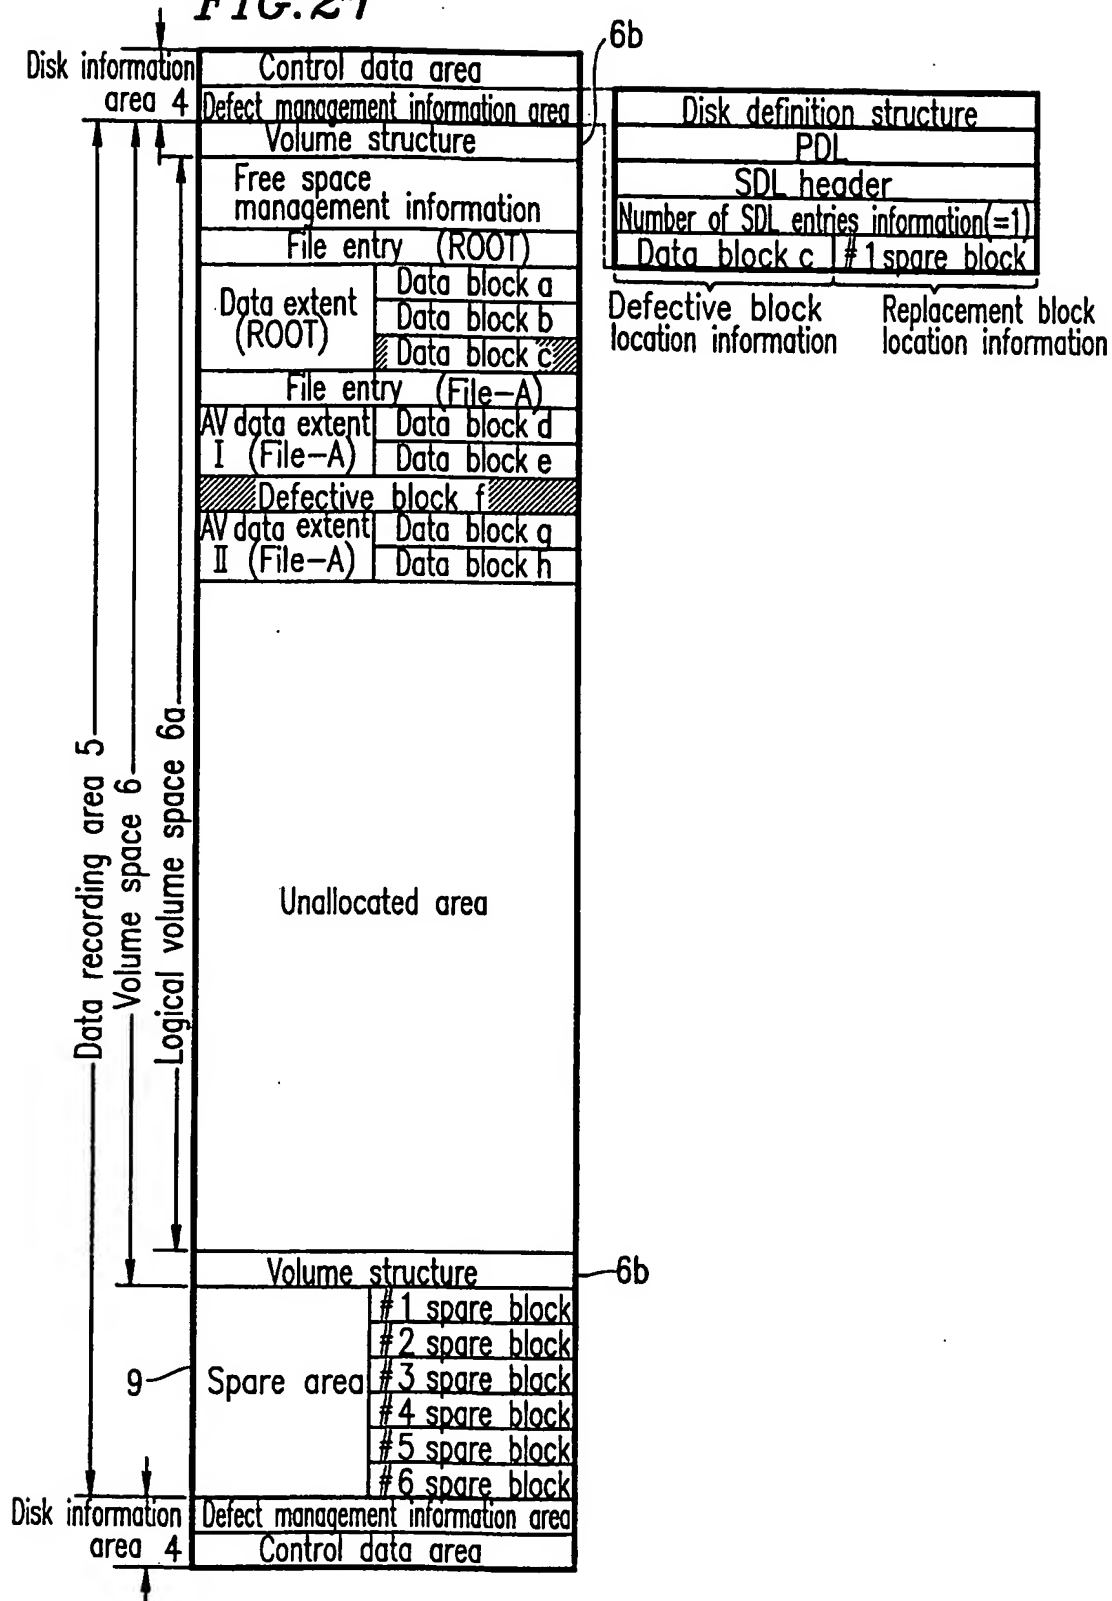 FIG.27
6b
Disk information
area 4
Control data area
Defect management information area
Volume structure
Free space
management information
File entry (ROOT)
Data extent
(ROOT)
Data block a
Data block b
Data block c
File entry (File-A)
AV data extent
I (File-A)
Data block d
Data block e
Defective block f
AV data extent
II (File-A)
Data block g
Data block h
Unallocated area
Volume structure
6b
Spare area
9
#1 spare block
#2 spare block
#3 spare block
#4 spare block
#5 spare block
#6 spare block
Disk information
area 4
Defect management information area
Control data area
Data recording area 5
Volume space 6
Logical volume space 6a
Disk definition structure
PDL
SDL header
Number of SDL entries information(=1)
Data block c
#1 spare block
Defective block
location information
Replacement block
location information